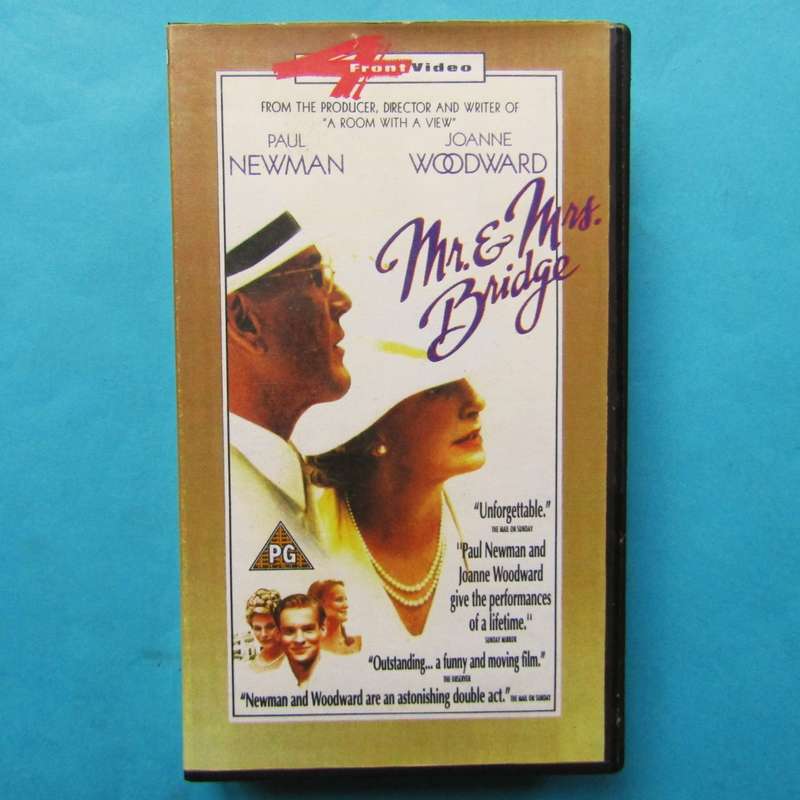 4 Front Video
FROM THE PRODUCER, DIRECTOR AND WRITER OF
"A ROOM WITH A VIEW"
PAUL NEWMAN
JOANNE WOODWARD
Mr. & Mrs.
Bridge
"Unforgettable."
THE MAIL ON SUNDAY
"Paul Newman and
Joanne Woodward
give the performances
of a lifetime."
SUNDAY MIRROR
PG
"Outstanding... a funny and moving film."
THE OBSERVER
"Newman and Woodward are an astonishing double act." THE MAIL ON SUNDAY